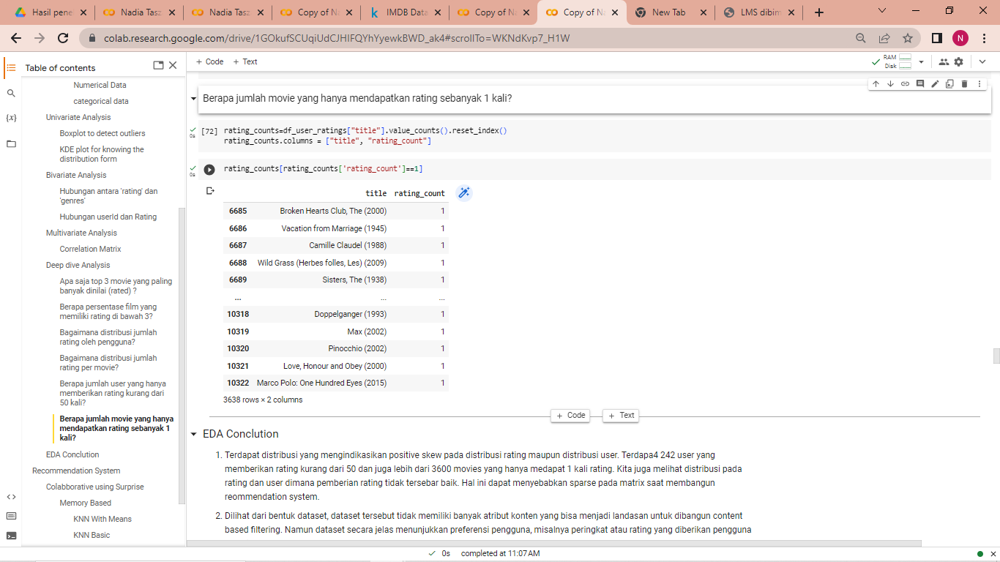 Hasil pene
Nadia Tasz
Nadia Tasz
Copy of Na
IMDB Data
Copy of Na
Copy of Na
New Tab
LMS dibim
colab.research.google.com/drive/1GOkufSCUqiUdCJHIFQYhYyewkBWD_ak4#scrollTo=WKNdKvp7_H1W
N
Table of contents
Numerical Data
categorical data
Univariate Analysis
Boxplot to detect outliers
KDE plot for knowing the
distribution form
Bivariate Analysis
Hubungan antara 'rating' dan
'genres'
Hubungan userId dan Rating
Multivariate Analysis
Correlation Matrix
Deep dive Analysis
Apa saja top 3 movie yang paling
banyak dinilai (rated) ?
Berapa persentase film yang
memiliki rating di bawah 3?
Bagaimana distribusi jumlah
rating oleh pengguna?
Bagaimana distribusi jumlah
rating per movie?
Berapa jumlah user yang hanya
memberikan rating kurang dari
50 kali?
Berapa jumlah movie yang hanya
mendapatkan rating sebanyak 1
kali?
EDA Conclution
Recommendation System
Colaborative using Surprise
Memory Based
KNN With Means
KNN Basic
+ Code + Text
RAM
Disk
Berapa jumlah movie yang hanya mendapatkan rating sebanyak 1 kali?
0s [72] rating_counts=df_user_ratings["title"].value_counts().reset_index()
rating_counts.columns = ["title", "rating_count"]
0s rating_counts[rating_counts['rating_count']==1]
title rating_count
6685 Broken Hearts Club, The (2000) 1
6686 Vacation from Marriage (1945) 1
6687 Camille Claudel (1988) 1
6688 Wild Grass (Herbes folles, Les) (2009) 1
6689 Sisters, The (1938) 1
... ... ...
10318 Doppelganger (1993) 1
10319 Max (2002) 1
10320 Pinocchio (2002) 1
10321 Love, Honour and Obey (2000) 1
10322 Marco Polo: One Hundred Eyes (2015) 1
3638 rows × 2 columns
+ Code + Text
EDA Conclution
1. Terdapat distribusi yang mengindikasikan positive skew pada distribusi rating maupun distribusi user. Terdapa4 242 user yang
memberikan rating kurang dari 50 dan juga lebih dari 3600 movies yang hanya medapat 1 kali rating. Kita juga melihat distribusi pada
rating dan user dimana pemberian rating tidak tersebar baik. Hal ini dapat menyebabkan sparse pada matrix saat membangun
reommendation system.
2. Dilihat dari bentuk dataset, dataset tersebut tidak memiliki banyak atribut konten yang bisa menjadi landasan untuk dibangun content
based filtering. Namun dataset secara jelas menunjukkan preferensi pengguna, misalnya peringkat atau rating yang diberikan pengguna
0s completed at 11:07 AM